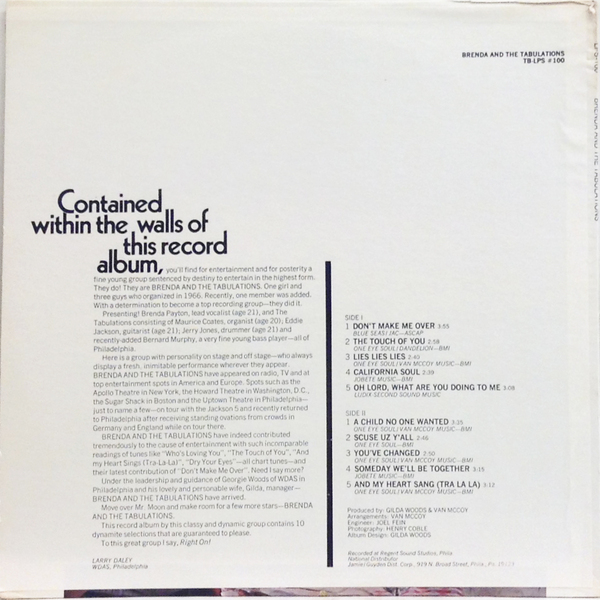 BRENDA AND THE TABULATIONS
TB-LPS #100
Contained
within the walls of
this record
album, you'll find for entertainment and for posterity a
fine young group sentenced by destiny to entertain in the highest form.
They do! They are BRENDA AND THE TABULATIONS. One girl and
three guys who organized in 1966. Recently, one member was added.
With a determination to become a top recording group—they did it.
Presenting! Brenda Payton, lead vocalist (age 21), and The
Tabulations consisting of Maurice Coates, organist (age 20); Eddie
Jackson, guitarist (age 21); Jerry Jones, drummer (age 21) and
recently-added Bernard Murphy, a very fine young bass player—all of
Philadelphia.
Here is a group with personality on stage and off stage—who always
display a fresh, inimitable performance wherever they appear.
BRENDA AND THE TABULATIONS have appeared on radio, TV and at
top entertainment spots in America and Europe. Spots such as the
Apollo Theatre in New York, the Howard Theatre in Washington, D.C.,
the Sugar Shack in Boston and the Uptown Theatre in Philadelphia—
just to name a few—on tour with the Jackson 5 and recently returned
to Philadelphia after receiving standing ovations from crowds in
Germany and England while on tour there.
BRENDA AND THE TABULATIONS have indeed contributed
tremendously to the cause of entertainment with such incomparable
readings of tunes like "Who's Loving You", "The Touch of You", "And
my Heart Sings (Tra-La-La)", "Dry Your Eyes"—all chart tunes—and
their latest contribution of "Don't Make Me Over". Need I say more?
Under the leadership and guidance of Georgie Woods of WDAS in
Philadelphia and his lovely and personable wife, Gilda, manager—
BRENDA AND THE TABULATIONS have arrived.
Move over Mr. Moon and make room for a few more stars—BRENDA
AND THE TABULATIONS.
This record album by this classy and dynamic group contains 10
dynamite selections that are guaranteed to please.
To this great group I say, Right On!
LARRY DALEY
WDAS, Philadelphia
SIDE I
1 DON'T MAKE ME OVER 3:55
BLUE SEAS/JAC—ASCAP
2 THE TOUCH OF YOU 2:58
ONE EYE SOUL/DANDELION—BMI
3 LIES LIES LIES 2:40
ONE EYE SOUL/VAN MCCOY MUSIC—BMI
4 CALIFORNIA SOUL 2:39
JOBETE MUSIC—BMI
5 OH LORD, WHAT ARE YOU DOING TO ME 3:08
LUDIX SECOND SOUND MUSIC
SIDE II
1 A CHILD NO ONE WANTED 3:35
ONE EYE SOUL/VAN MCCOY MUSIC—BMI
2 SCUSE UZ Y'ALL 2:46
ONE EYE SOUL—BMI
3 YOU'VE CHANGED 2:50
ONE EYE SOUL/VAN MCCOY MUSIC—BMI
4 SOMEDAY WE'LL BE TOGETHER 3:15
JOBETE MUSIC—BMI
5 AND MY HEART SANG (TRA LA LA) 3:12
ONE EYE SOUL/VAN MCCOY MUSIC—BMI
Produced by: GILDA WOODS & VAN MCCOY
Arrangements: VAN MCCOY
Engineer: JOEL FEIN
Photography: HENRY COBLE
Album Design: GILDA WOODS
Recorded at Regent Sound Studios, Phila
National Distributor
Jamie/Guyden Dist. Corp., 919 N. Broad Street, Phila., Pa.